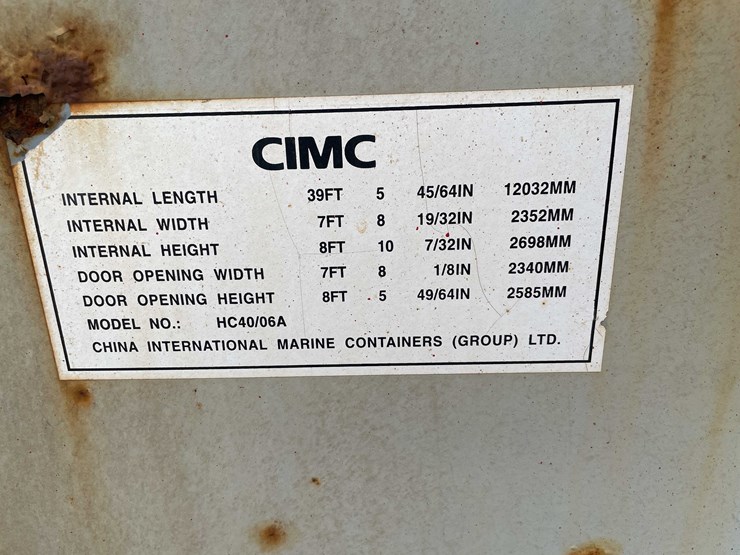 CIMC
INTERNAL LENGTH 39FT 5 45/64IN 12032MM
INTERNAL WIDTH 7FT 8 19/32IN 2352MM
INTERNAL HEIGHT 8FT 10 7/32IN 2698MM
DOOR OPENING WIDTH 7FT 8 1/8IN 2340MM
DOOR OPENING HEIGHT 8FT 5 49/64IN 2585MM
MODEL NO.: HC40/06A
CHINA INTERNATIONAL MARINE CONTAINERS (GROUP) LTD.